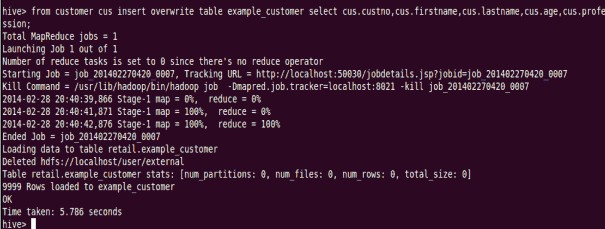 hive> from customer cus insert overwrite table example_customer select cus.custno,cus.firstname,cus.lastname,cus.age,cus.profe
ssion;
Total MapReduce jobs = 1
Launching Job 1 out of 1
Number of reduce tasks is set to 0 since there's no reduce operator
Starting Job = job_201402270420_0007, Tracking URL = http://localhost:50030/jobdetails.jsp?jobid=job_201402270420_0007
Kill Command = /usr/lib/hadoop/bin/hadoop job  -Dmapred.job.tracker=localhost:8021 -kill job_201402270420_0007
2014-02-28 20:40:39,866 Stage-1 map = 0%,  reduce = 0%
2014-02-28 20:40:41,871 Stage-1 map = 100%,  reduce = 0%
2014-02-28 20:40:42,876 Stage-1 map = 100%,  reduce = 100%
Ended Job = job_201402270420_0007
Loading data to table retail.example_customer
Deleted hdfs://localhost/user/external
Table retail.example_customer stats: [num_partitions: 0, num_files: 0, num_rows: 0, total_size: 0]
9999 Rows loaded to example_customer
OK
Time taken: 5.786 seconds
hive>